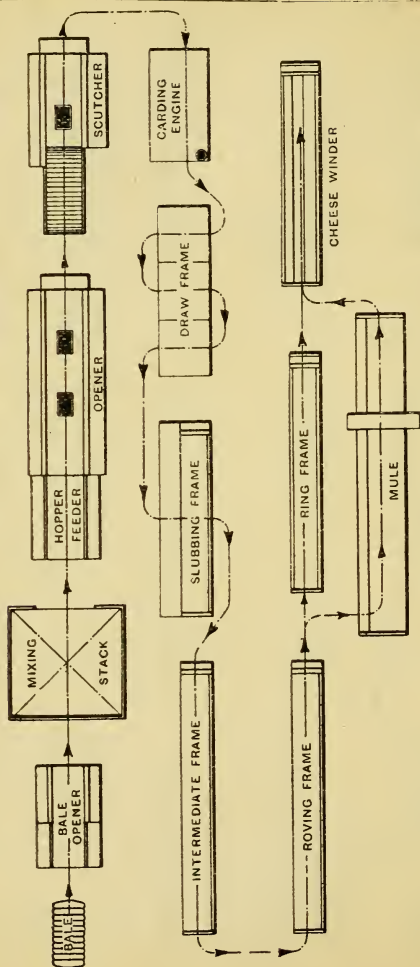 BALE
BALE
OPENER
MIXING
STACK
HOPPER
FEEDER
OPENER
SCUTCHER
CARDING
ENGINE
DRAW FRAME
SLUBBING FRAME
INTERMEDIATE FRAME
ROVING FRAME
RING FRAME
MULE
CHEESE WINDER